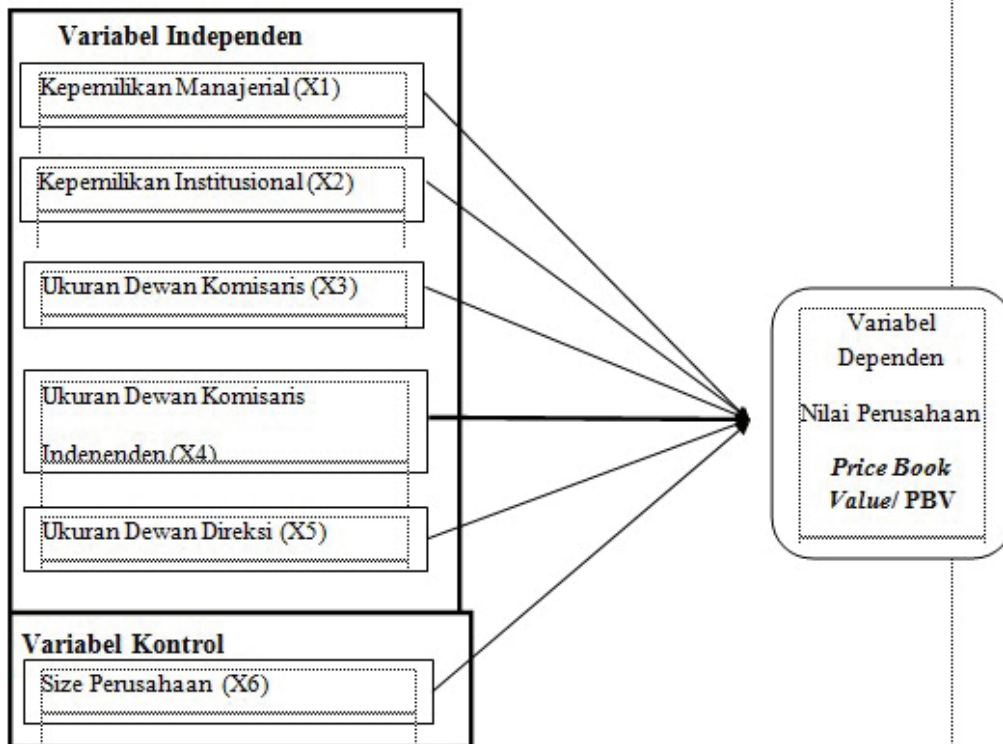 Variabel Independen
Kepemilikan Manajerial (X1)
Kepemilikan Institusional (X2)
Ukuran Dewan Komisaris (X3)
Ukuran Dewan Komisaris
Independen (X4)
Ukuran Dewan Direksi (X5)
Variabel Kontrol
Size Perusahaan (X6)
Variabel
Dependen
Nilai Perusahaan
Price Book
Value/ PBV